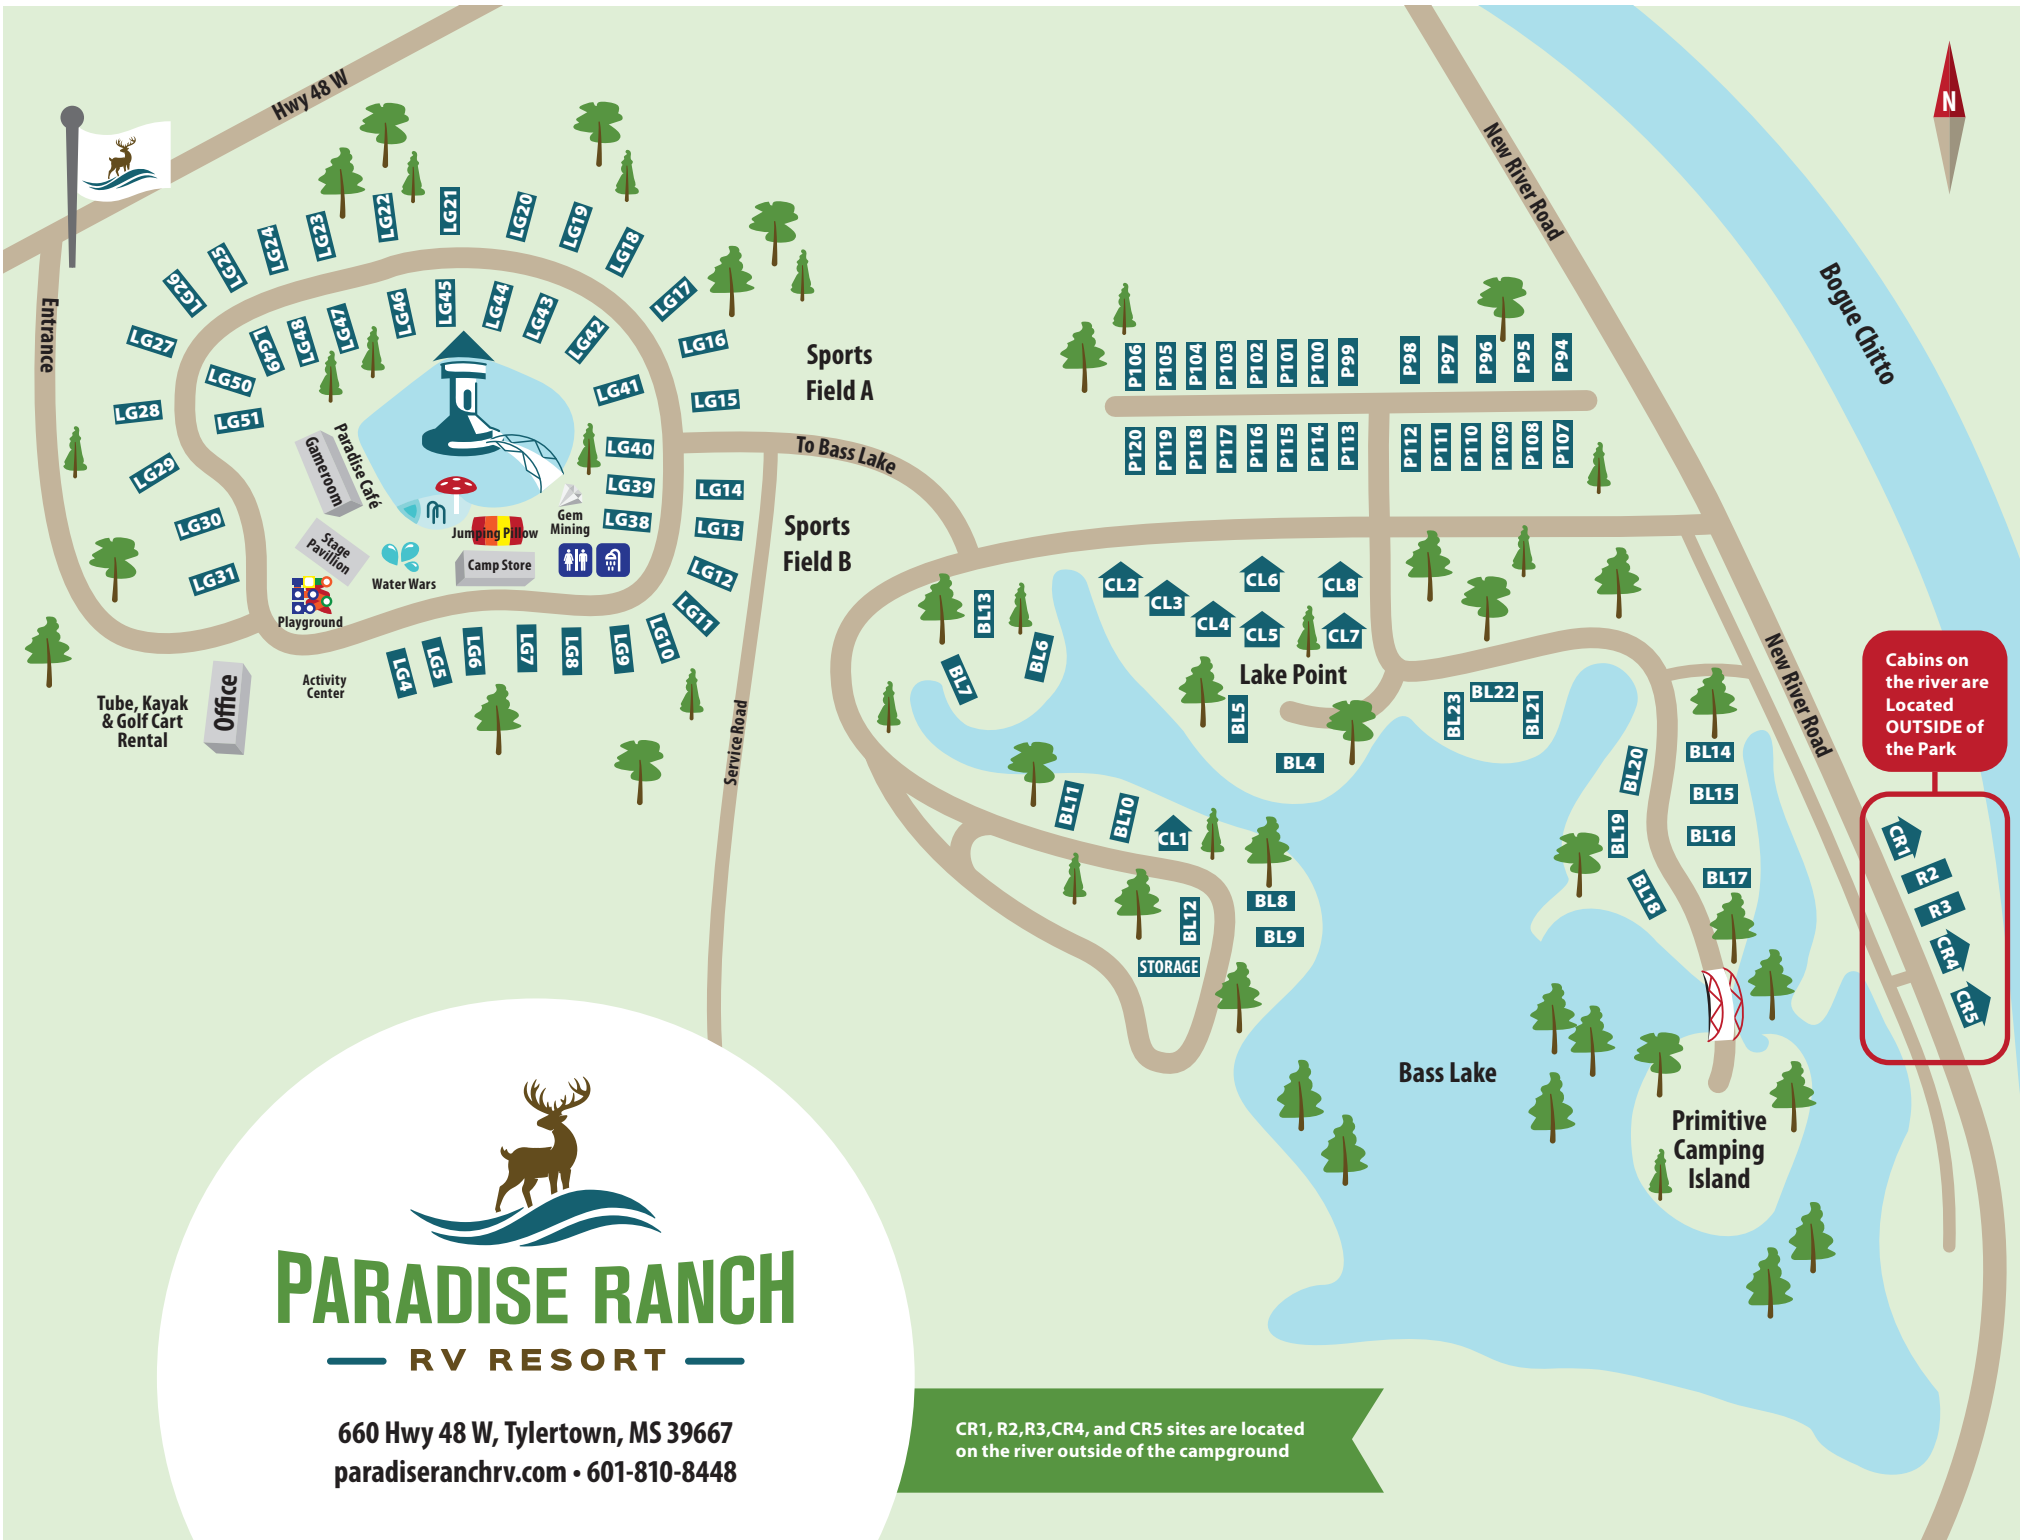 Hwy 48 W
N
New River Road
Bogue Chitto
Entrance
LG22
LG21
LG20
LG19
LG18
LG23
LG24
LG25
LG26
LG17
LG27
LG16
LG28
LG15
LG29
LG30
LG31
LG49
LG48
LG47
LG46
LG45
LG44
LG43
LG42
LG50
LG51
LG41
LG40
LG39
LG38
LG14
LG13
LG12
LG11
LG10
LG4
LG5
LG6
LG7
LG8
LG9
Gameroom
Paradise Café
Stage
Pavillion
Playground
Water Wars
Jumping Pillow
Camp Store
Gem
Mining
Sports
Field A
To Bass Lake
Sports
Field B
Service Road
Activity
Center
Office
Tube, Kayak
& Golf Cart
Rental
P106
P105
P104
P103
P102
P101
P100
P99
P98
P97
P96
P95
P94
P120
P119
P118
P117
P116
P115
P114
P113
P112
P111
P110
P109
P108
P107
CL2
CL3
CL4
CL6
CL5
CL8
CL7
Lake Point
BL13
BL6
BL7
BL5
BL4
BL23
BL22
BL21
BL11
BL10
CL1
BL8
BL9
BL12
STORAGE
BL20
BL19
BL18
BL14
BL15
BL16
BL17
New River Road
Cabins on
the river are
Located
OUTSIDE of
the Park
CR1
R2
R3
CR4
CR5
Bass Lake
Primitive
Camping
Island
PARADISE RANCH
RV RESORT
660 Hwy 48 W, Tylertown, MS 39667
paradiseranchrv.com • 601-810-8448
CR1, R2,R3,CR4, and CR5 sites are located
on the river outside of the campground